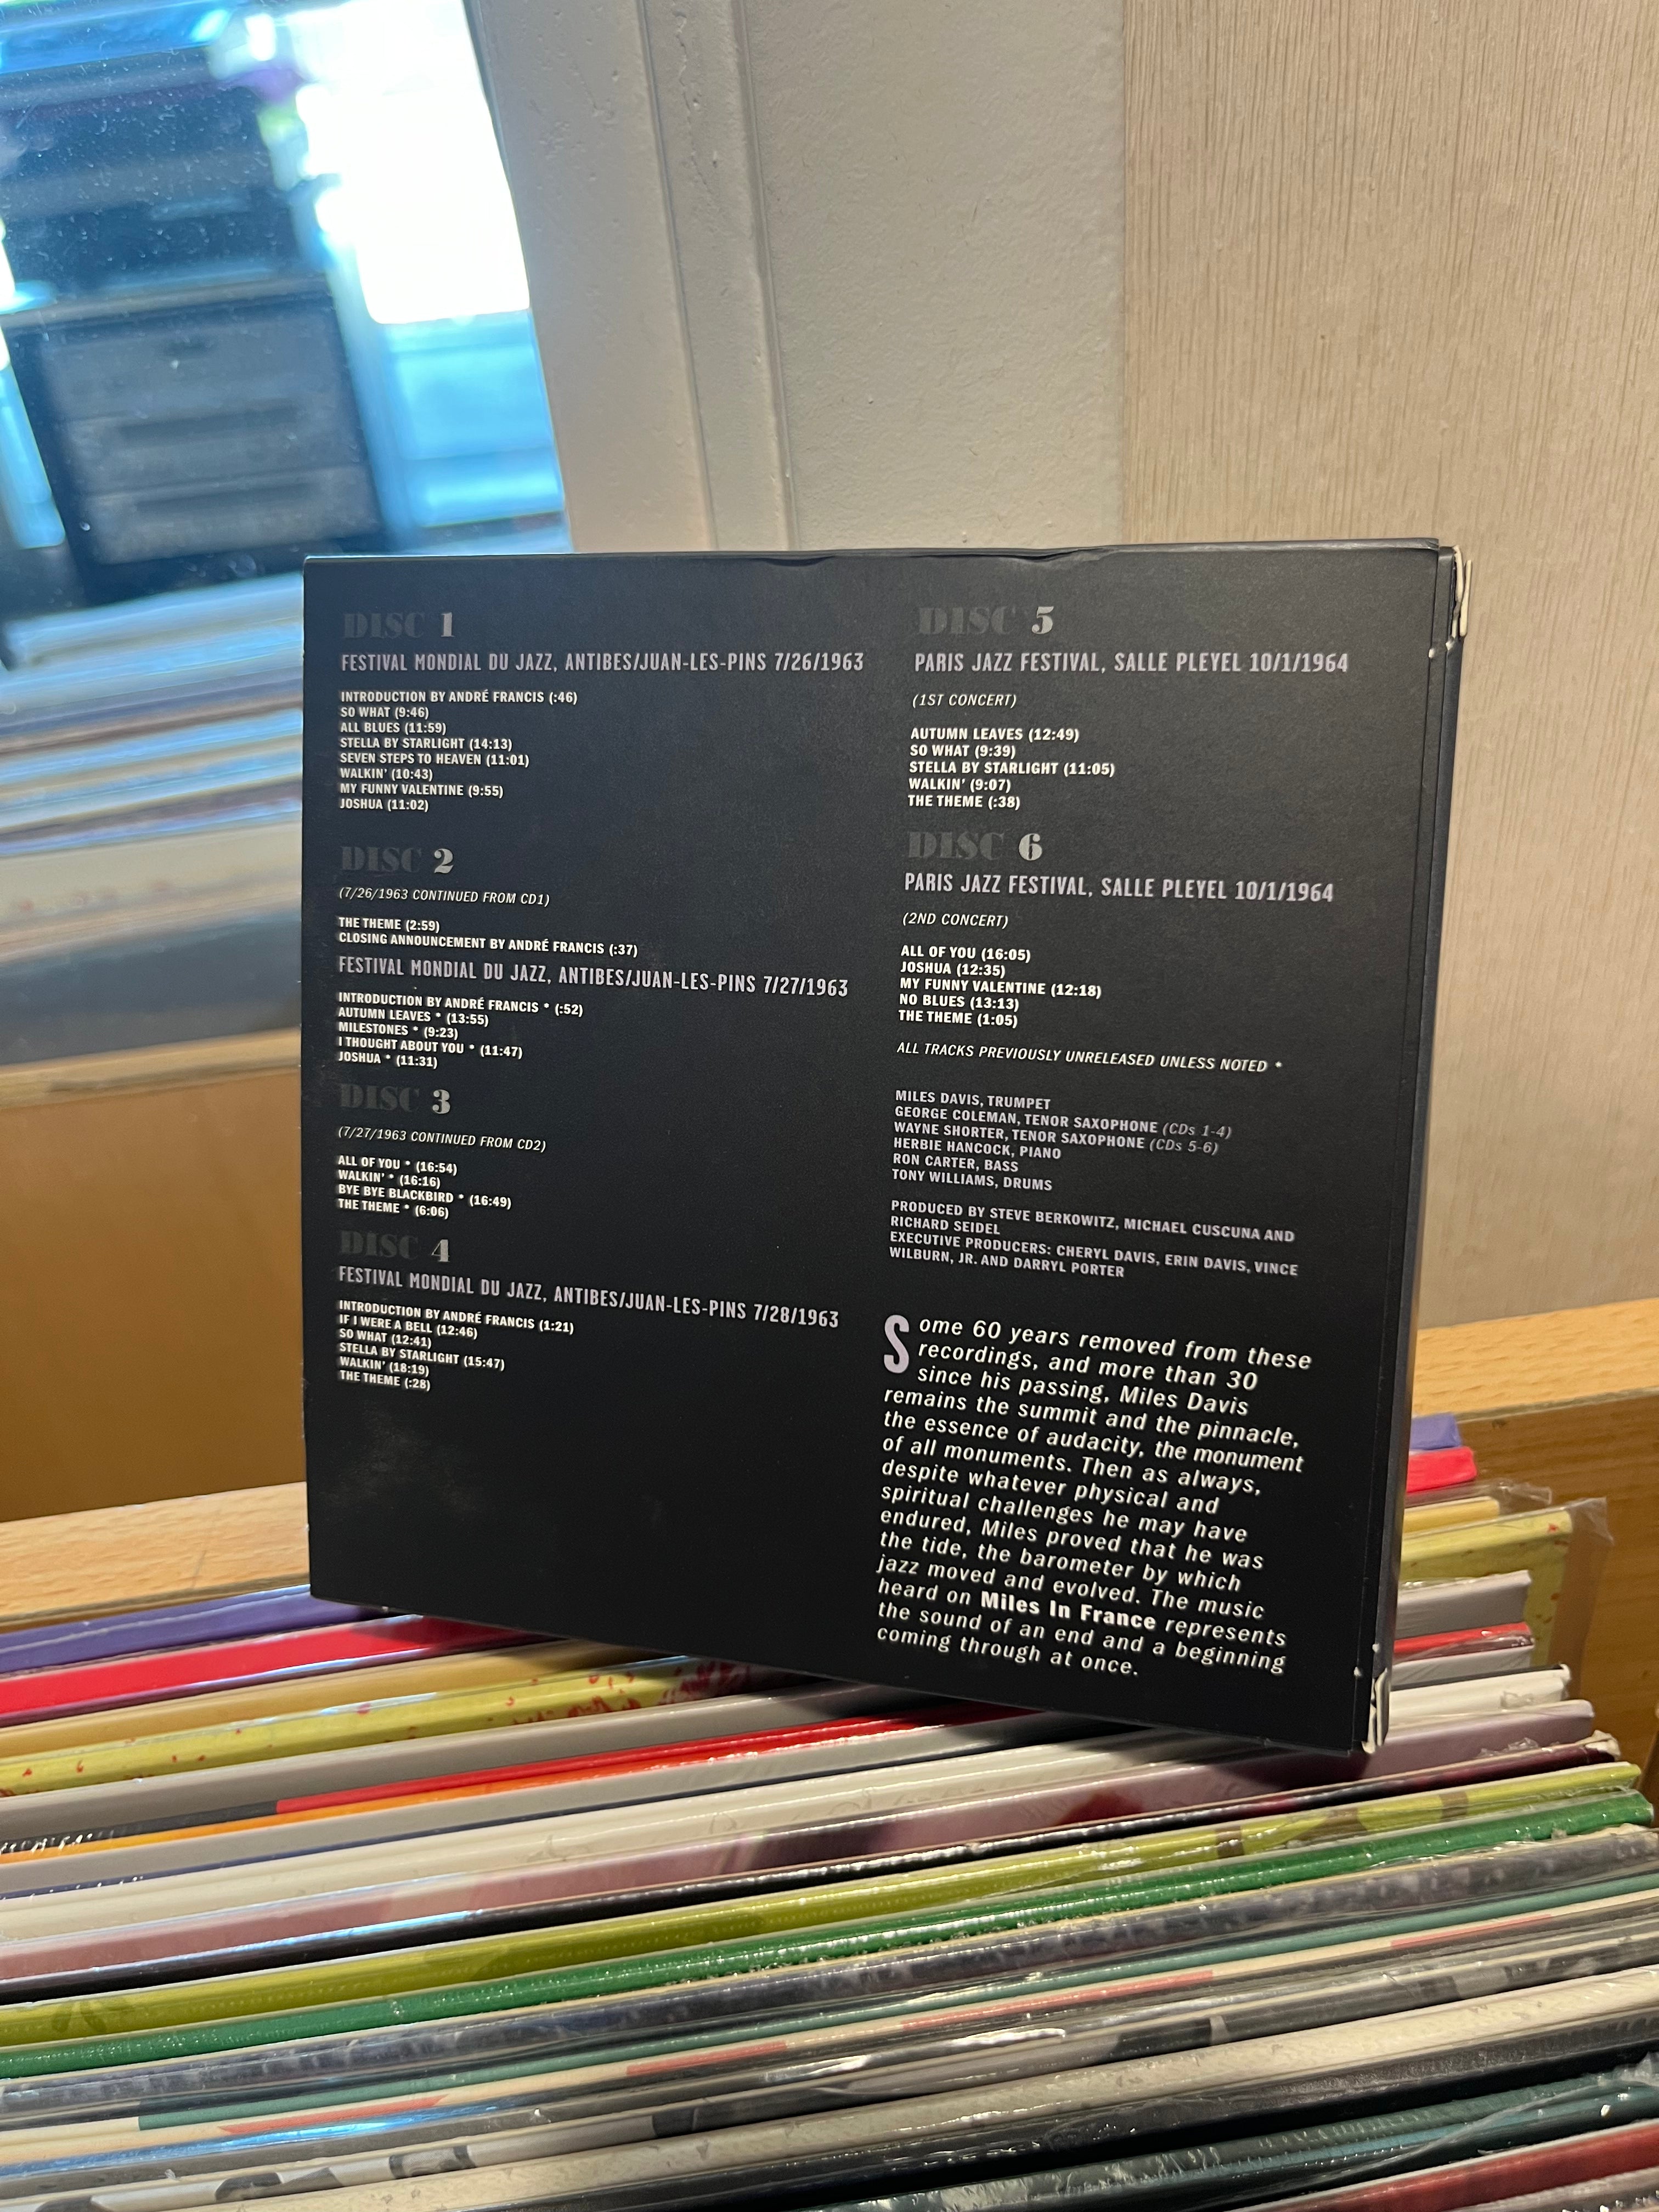 DISC 1
FESTIVAL MONDIAL DU JAZZ, ANTIBES/JUAN-LES-PINS 7/26/1963
INTRODUCTION BY ANDRÉ FRANCIS (:46)
SO WHAT (9:46)
ALL BLUES (11:59)
STELLA BY STARLIGHT (14:13)
SEVEN STEPS TO HEAVEN (11:01)
WALKIN' (10:43)
MY FUNNY VALENTINE (9:55)
JOSHUA (11:02)
DISC 2
(7/26/1963 CONTINUED FROM CD1)
THE THEME (2:59)
CLOSING ANNOUNCEMENT BY ANDRÉ FRANCIS (:37)
FESTIVAL MONDIAL DU JAZZ, ANTIBES/JUAN-LES-PINS 7/27/1963
INTRODUCTION BY ANDRÉ FRANCIS * (:52)
AUTUMN LEAVES * (13:55)
MILESTONES * (9:23)
I THOUGHT ABOUT YOU * (11:47)
JOSHUA * (11:31)
DISC 3
(7/27/1963 CONTINUED FROM CD2)
ALL OF YOU * (16:54)
WALKIN' * (16:16)
BYE BYE BLACKBIRD * (16:49)
THE THEME * (6:06)
DISC 4
FESTIVAL MONDIAL DU JAZZ, ANTIBES/JUAN-LES-PINS 7/28/1963
INTRODUCTION BY ANDRÉ FRANCIS (1:21)
IF I WERE A BELL (12:46)
SO WHAT (12:41)
STELLA BY STARLIGHT (15:47)
WALKIN' (18:19)
THE THEME (:28)
DISC 5
PARIS JAZZ FESTIVAL, SALLE PLEYEL 10/1/1964
(1ST CONCERT)
AUTUMN LEAVES (12:49)
SO WHAT (9:39)
STELLA BY STARLIGHT (11:05)
WALKIN' (9:07)
THE THEME (:38)
DISC 6
PARIS JAZZ FESTIVAL, SALLE PLEYEL 10/1/1964
(2ND CONCERT)
ALL OF YOU (16:05)
JOSHUA (12:35)
MY FUNNY VALENTINE (12:18)
NO BLUES (13:13)
THE THEME (1:05)
ALL TRACKS PREVIOUSLY UNRELEASED UNLESS NOTED *
MILES DAVIS, TRUMPET
GEORGE COLEMAN, TENOR SAXOPHONE (CDs 1-4)
WAYNE SHORTER, TENOR SAXOPHONE (CDs 5-6)
HERBIE HANCOCK, PIANO
RON CARTER, BASS
TONY WILLIAMS, DRUMS
PRODUCED BY STEVE BERKOWITZ, MICHAEL CUSCUNA AND
RICHARD SEIDEL
EXECUTIVE PRODUCERS: CHERYL DAVIS, ERIN DAVIS, VINCE
WILBURN, JR. AND DARRYL PORTER
Some 60 years removed from these
recordings, and more than 30
since his passing, Miles Davis
remains the summit and the pinnacle,
the essence of audacity, the monument
of all monuments. Then as always,
despite whatever physical and
spiritual challenges he may have
endured, Miles proved that he was
the tide, the barometer by which
jazz moved and evolved. The music
heard on Miles In France represents
the sound of an end and a beginning
coming through at once.